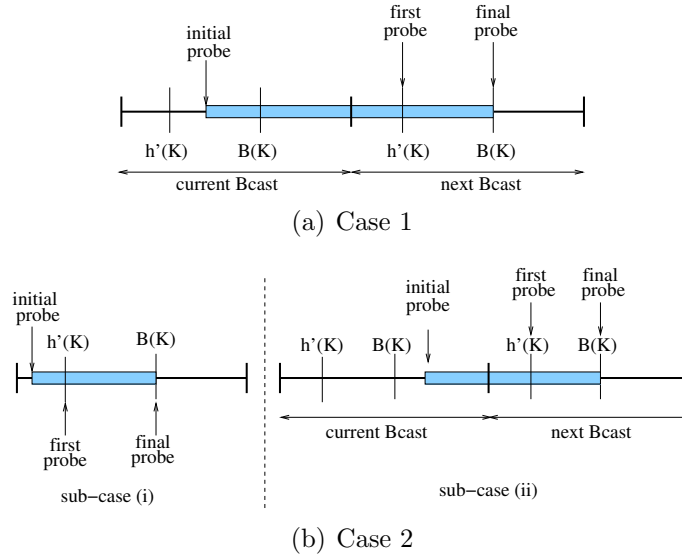 initial
probe
first
probe
final
probe
h'(K)
B(K)
h'(K)
B(K)
current Bcast
next Bcast
(a) Case 1
initial
probe
h'(K)
B(K)
first
probe
final
probe
sub−case (i)
initial
probe
first
probe
final
probe
h'(K)
B(K)
h'(K)
B(K)
current Bcast
next Bcast
sub−case (ii)
(b) Case 2